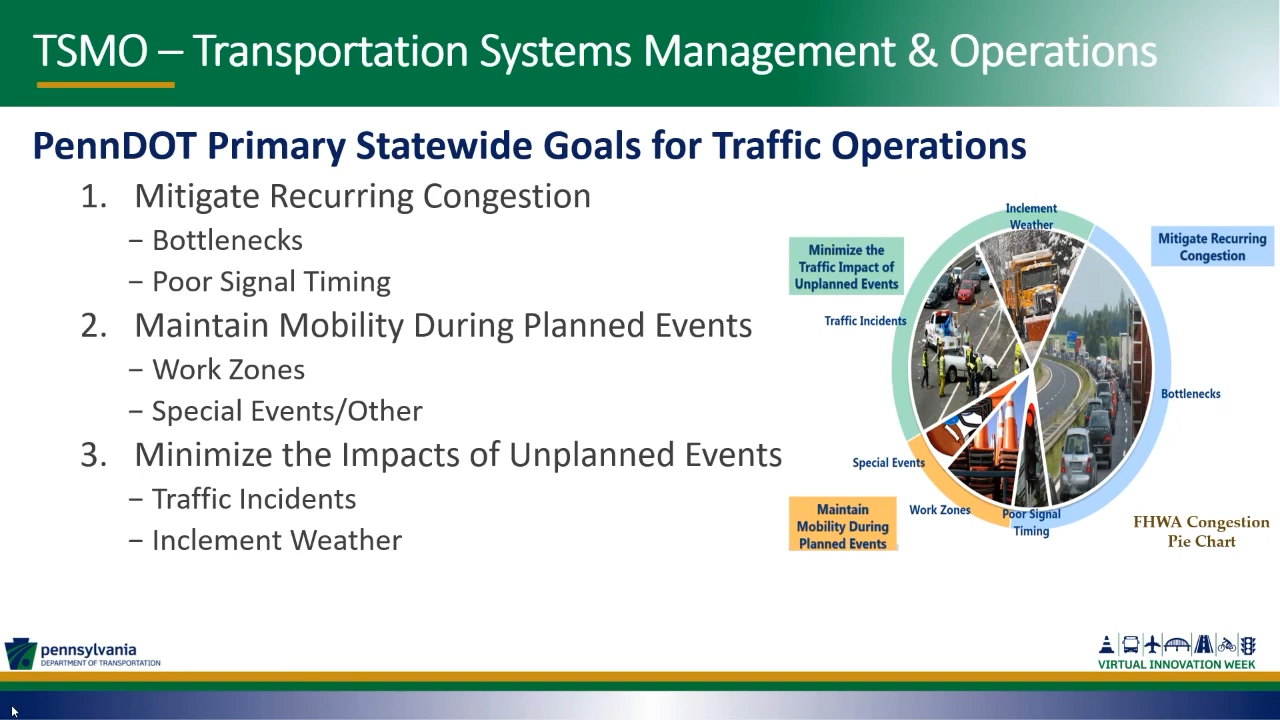 TSMO – Transportation Systems Management & Operations
PennDOT Primary Statewide Goals for Traffic Operations
1. Mitigate Recurring Congestion
– Bottlenecks
– Poor Signal Timing
2. Maintain Mobility During Planned Events
– Work Zones
– Special Events/Other
3. Minimize the Impacts of Unplanned Events
– Traffic Incidents
– Inclement Weather
Inclement
Weather
Minimize the
Traffic Impact of
Unplanned Events
Mitigate Recurring
Congestion
Traffic Incidents
Bottlenecks
Special Events
Work Zones
Poor Signal
Timing
Maintain
Mobility During
Planned Events
FHWA Congestion
Pie Chart
pennsylvania
DEPARTMENT OF TRANSPORTATION
VIRTUAL INNOVATION WEEK